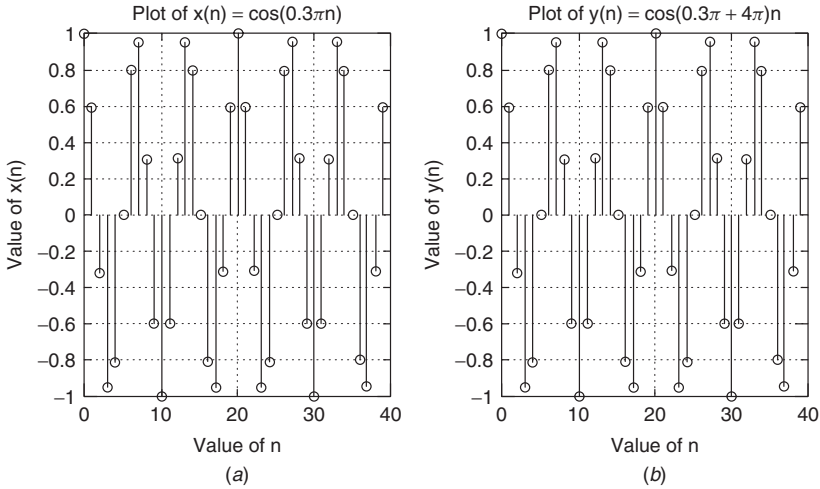 Plot of x(n) = cos(0.3πn)
Value of x(n)
1
0.8
0.6
0.4
0.2
0
−0.2
−0.4
−0.6
−0.8
−1
0 10 20 30 40
Value of n
(a)
Plot of y(n) = cos(0.3π + 4π)n
Value of y(n)
1
0.8
0.6
0.4
0.2
0
−0.2
−0.4
−0.6
−0.8
−1
0 10 20 30 40
Value of n
(b)